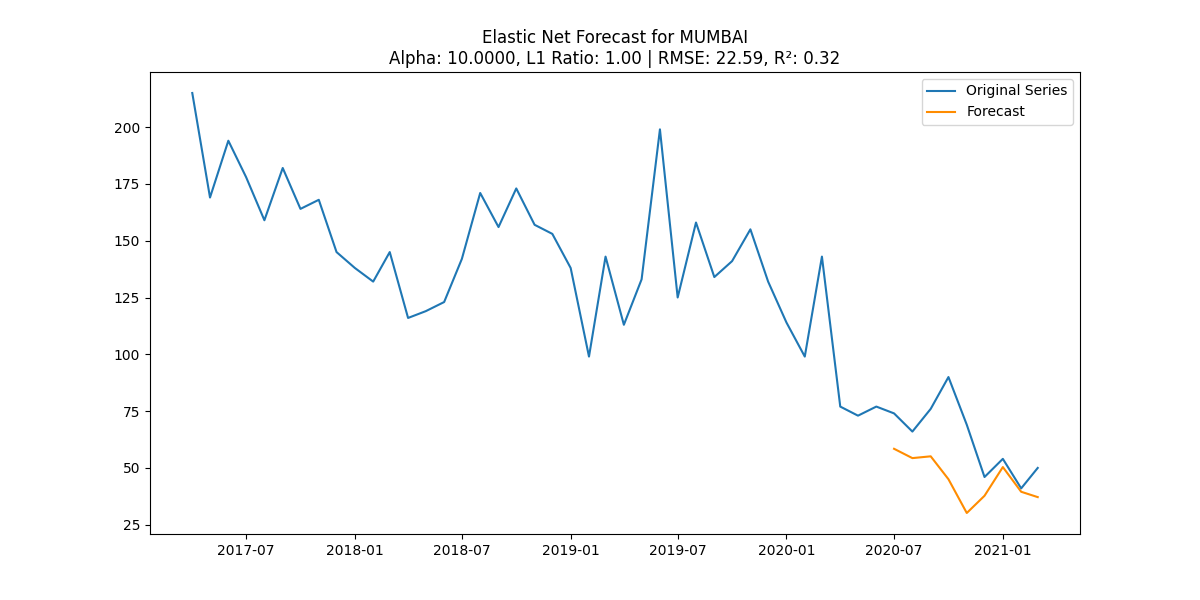 Elastic Net Forecast for MUMBAI
Alpha: 10.0000, L1 Ratio: 1.00 | RMSE: 22.59, R²: 0.32
Original Series
Forecast
200
175
150
125
100
75
50
25
2017-07 2018-01 2018-07 2019-01 2019-07 2020-01 2020-07 2021-01